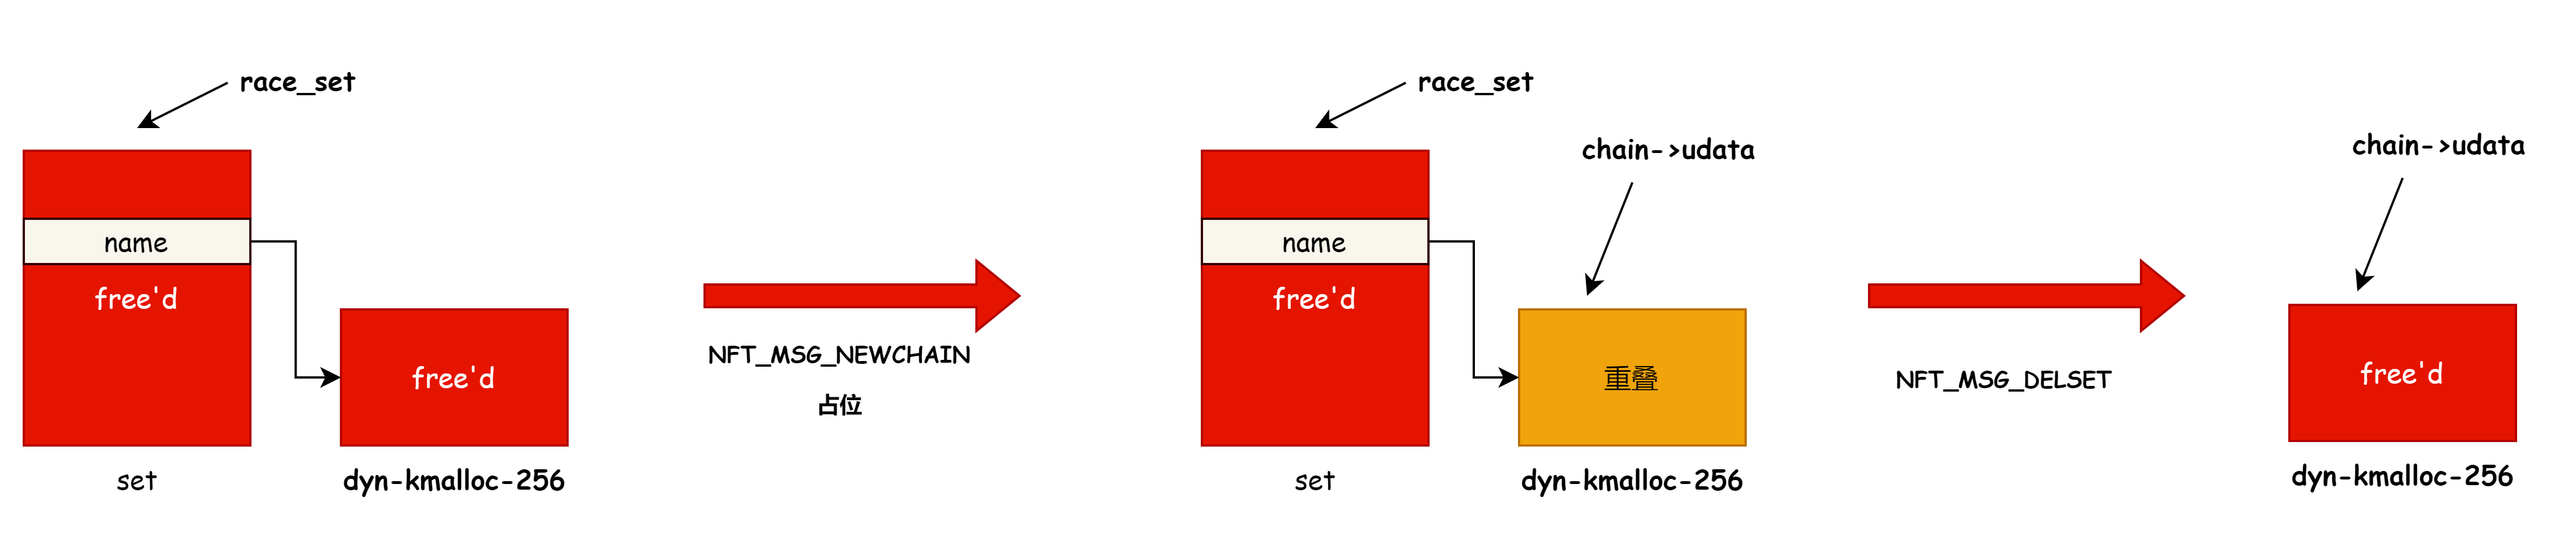 race_set
name
free'd
free'd
set
dyn-kmalloc-256
NFT_MSG_NEWCHAIN
占位
race_set
chain->udata
name
free'd
重叠
set
dyn-kmalloc-256
NFT_MSG_DELSET
chain->udata
free'd
dyn-kmalloc-256